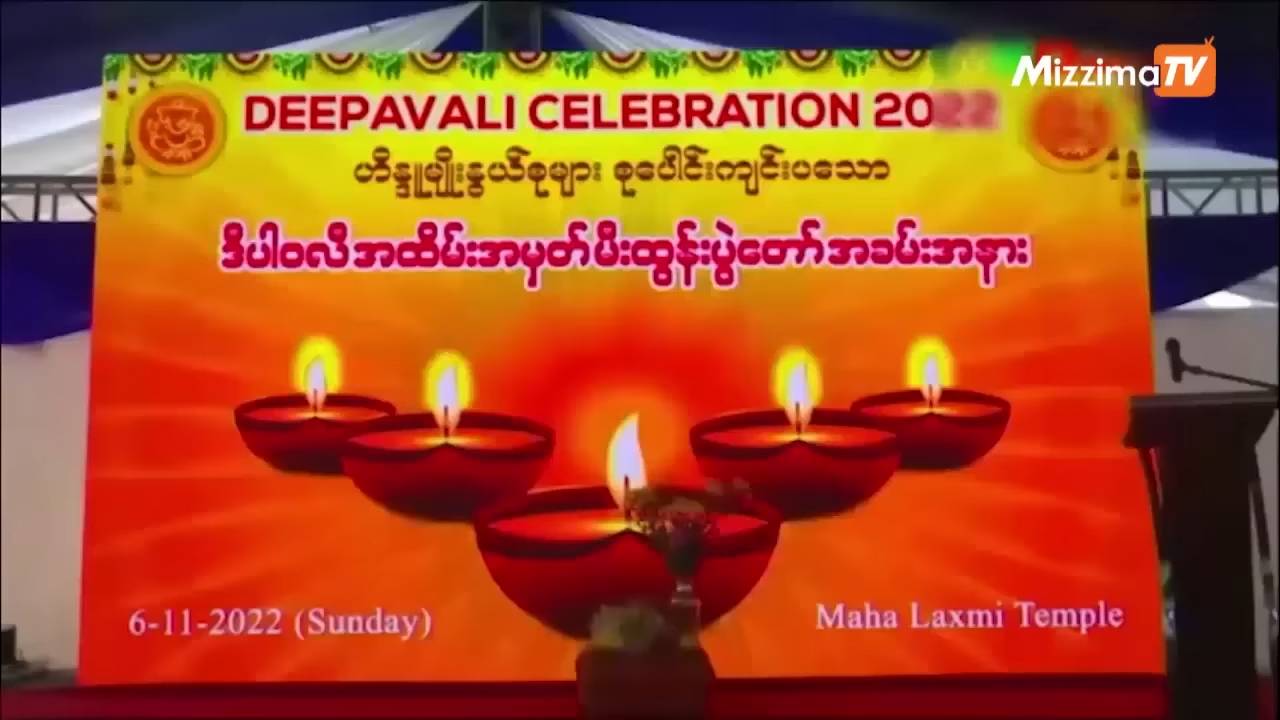 MizzimaTV
DEEPAVALI CELEBRATION 2022
ဟိန္ဒူမျိုးနွယ်စုများ စုပေါင်းကျင်းပသော
ဒီပါဝလီအထိမ်းအမှတ်မီးထွန်းပွဲတော်အခမ်းအနား
6-11-2022 (Sunday)
Maha Laxmi Temple